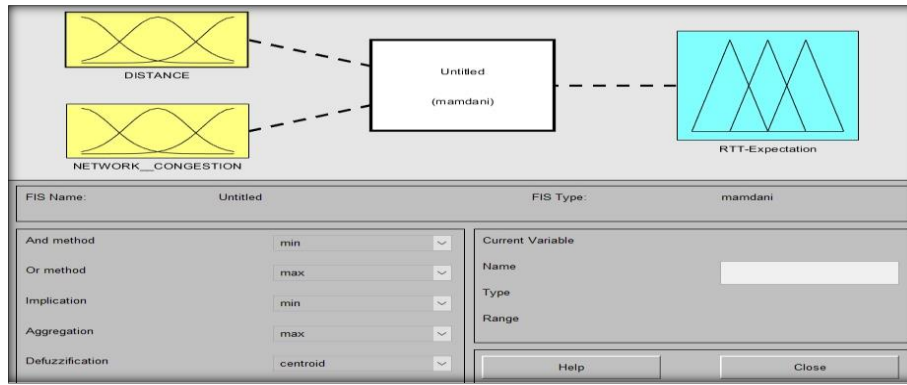 DISTANCE
NETWORK__CONGESTION
Untitled
(mamdani)
RTT-Expectation
FIS Name: Untitled FIS Type: mamdani
And method min
Or method max
Implication min
Aggregation max
Defuzzification centroid
Current Variable
Name
Type
Range
Help Close